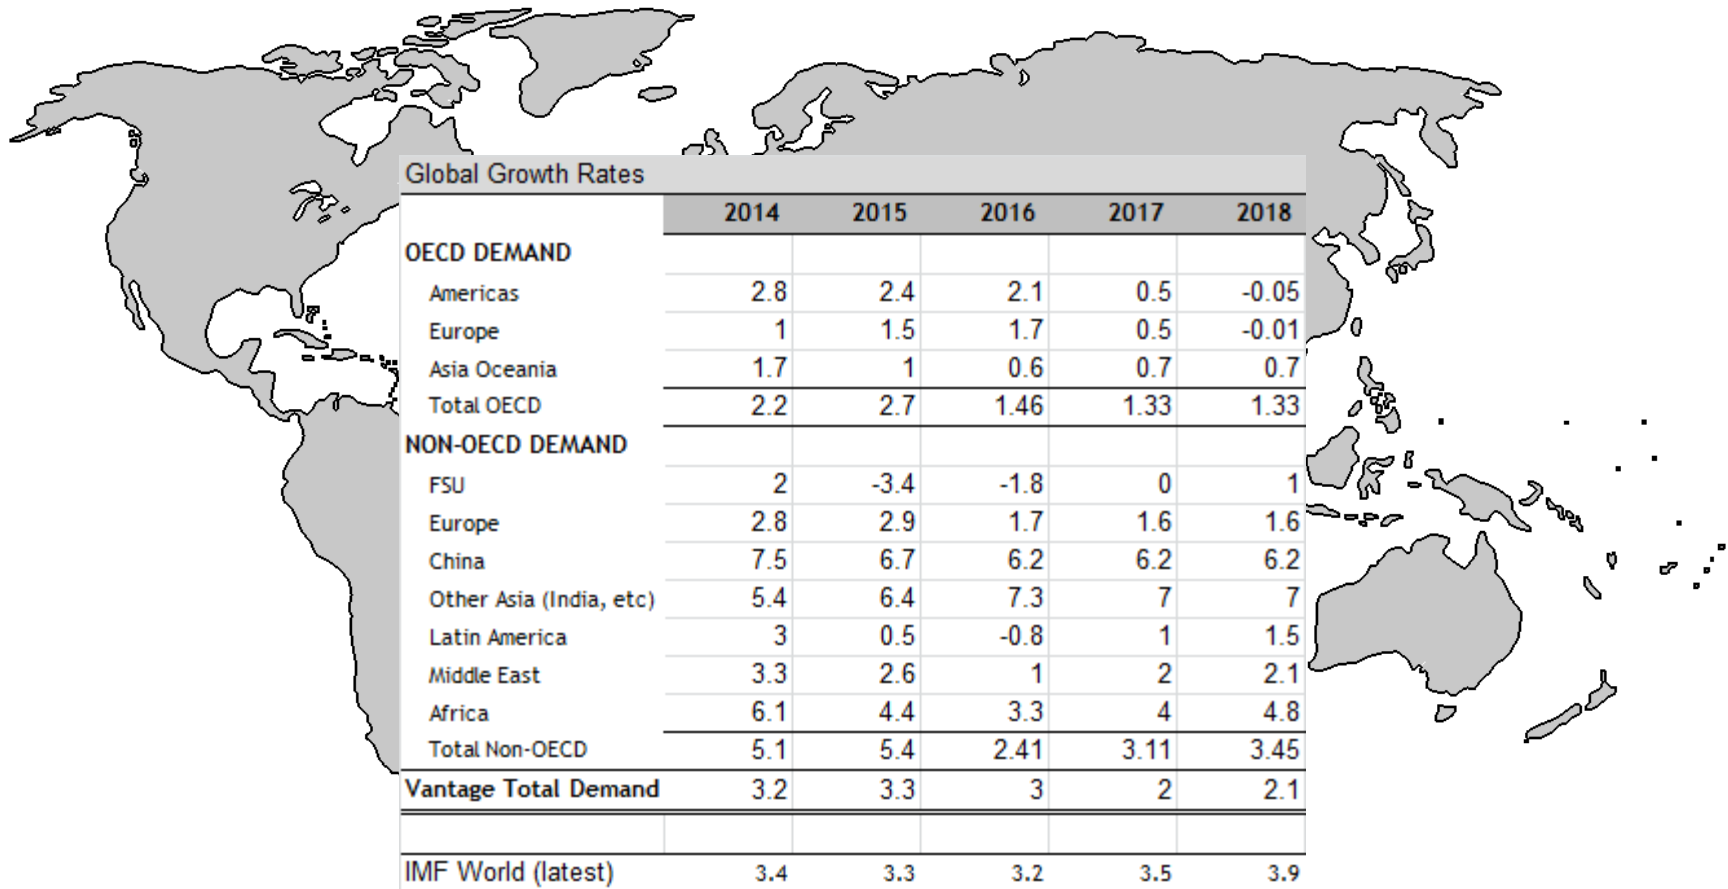 Global Growth Rates
2014 2015 2016 2017 2018
OECD DEMAND
Americas 2.8 2.4 2.1 0.5 -0.05
Europe 1 1.5 1.7 0.5 -0.01
Asia Oceania 1.7 1 0.6 0.7 0.7
Total OECD 2.2 2.7 1.46 1.33 1.33
NON-OECD DEMAND
FSU 2 -3.4 -1.8 0 1
Europe 2.8 2.9 1.7 1.6 1.6
China 7.5 6.7 6.2 6.2 6.2
Other Asia (India, etc) 5.4 6.4 7.3 7 7
Latin America 3 0.5 -0.8 1 1.5
Middle East 3.3 2.6 1 2 2.1
Africa 6.1 4.4 3.3 4 4.8
Total Non-OECD 5.1 5.4 2.41 3.11 3.45
Vantage Total Demand 3.2 3.3 3 2 2.1
IMF World (latest) 3.4 3.3 3.2 3.5 3.9